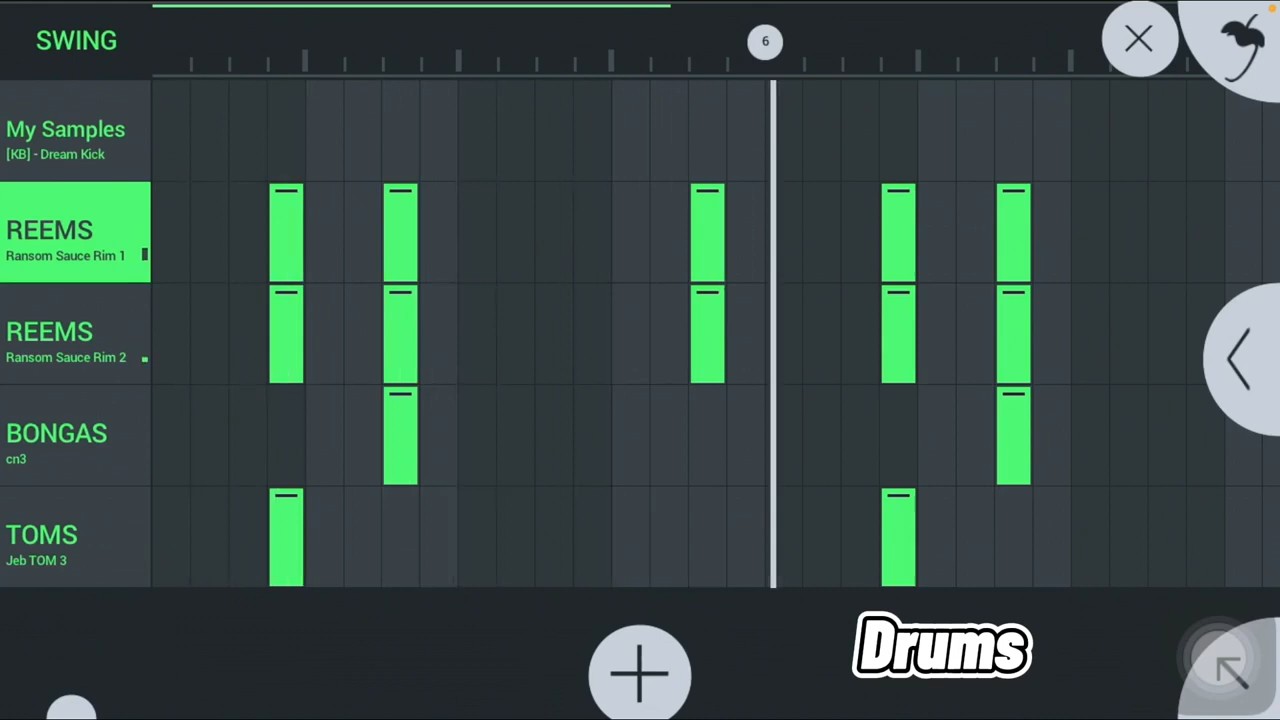 SWING
6
My Samples
[KB] - Dream Kick
REEMS
Ransom Sauce Rim 1
REEMS
Ransom Sauce Rim 2
BONGAS
cn3
TOMS
Jeb TOM 3
Drums